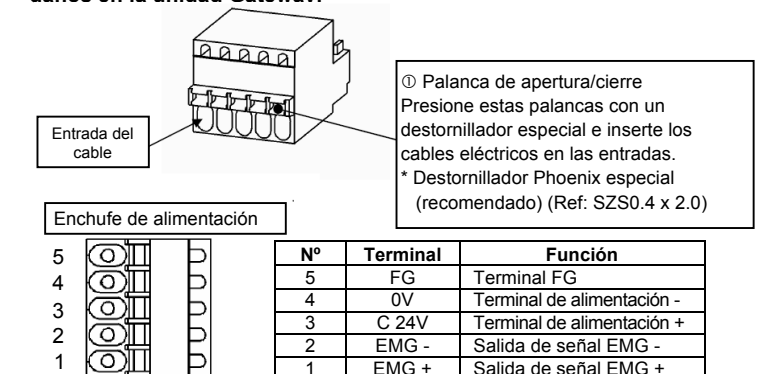 daños en la unidad Gateway.
① Palanca de apertura/cierre
Presione estas palancas con un
destornillador especial e inserte los
cables eléctricos en las entradas.
* Destornillador Phoenix especial
(recomendado) (Ref: SZS0.4 x 2.0)
Entrada del
cable
Enchufe de alimentación
5
4
3
2
1
Nº Terminal Función
5 FG Terminal FG
4 0V Terminal de alimentación -
3 C 24V Terminal de alimentación +
2 EMG - Salida de señal EMG -
1 EMG + Salida de señal EMG +